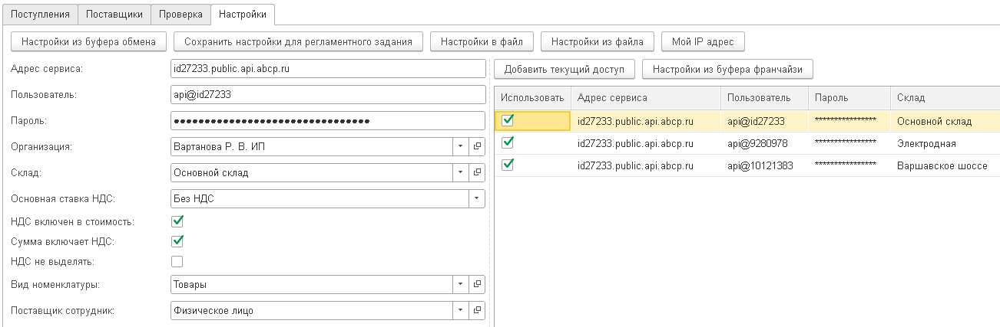 Поступления Поставщики Проверка Настройки
Настройки из буфера обмена Сохранить настройки для регламентного задания Настройки в файл Настройки из файла Мой IP адрес
Адрес сервиса: id27233.public.api.abcp.ru
Пользователь: api@id27233
Пароль: ••••••••••••••••••••••••••••••••
Организация: Вартанова Р. В. ИП
Склад: Основной склад
Основная ставка НДС: Без НДС
НДС включен в стоимость:
Сумма включает НДС:
НДС не выделять:
Вид номенклатуры: Товары
Поставщик сотрудник: Физическое лицо
Добавить текущий доступ Настройки из буфера франчайзи
Использовать Адрес сервиса Пользователь Пароль Склад
id27233.public.api.abcp.ru api@id27233 **************** Основной склад
id27233.public.api.abcp.ru api@9280978 **************** Электродная
id27233.public.api.abcp.ru api@10121383 **************** Варшавское шоссе